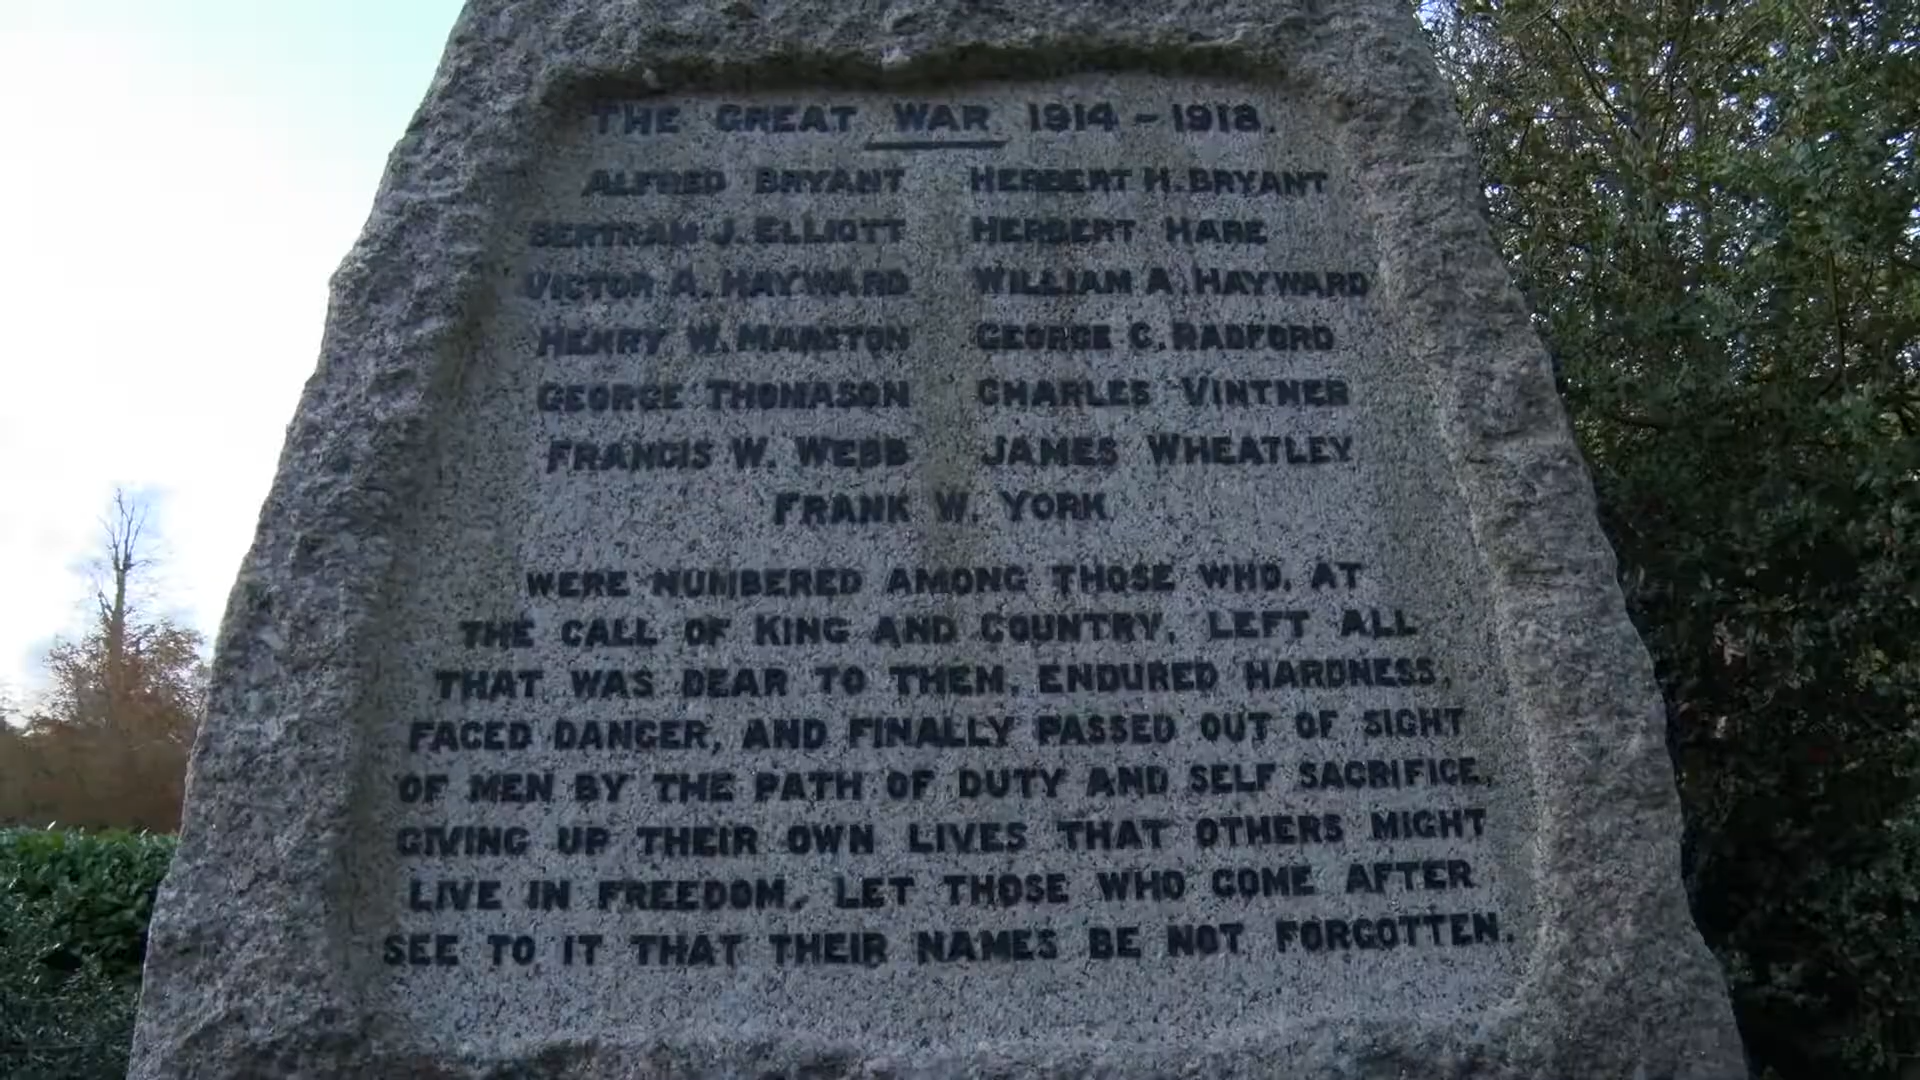 THE GREAT WAR 1914 - 1918.
ALFRED BRYANT HERBERT H. BRYANT
BERTRAM J. ELLIOTT HERBERT HARE
VICTOR A. HAYWARD WILLIAM A. HAYWARD
HENRY W. MARSTON GEORGE C. RADFORD
GEORGE THOMASON CHARLES VINTNER
FRANCIS W. WEBB JAMES WHEATLEY
FRANK W. YORK
WERE NUMBERED AMONG THOSE WHO, AT
THE CALL OF KING AND COUNTRY, LEFT ALL
THAT WAS DEAR TO THEM, ENDURED HARDNESS,
FACED DANGER, AND FINALLY PASSED OUT OF SIGHT
OF MEN BY THE PATH OF DUTY AND SELF SACRIFICE,
GIVING UP THEIR OWN LIVES THAT OTHERS MIGHT
LIVE IN FREEDOM, LET THOSE WHO COME AFTER
SEE TO IT THAT THEIR NAMES BE NOT FORGOTTEN.